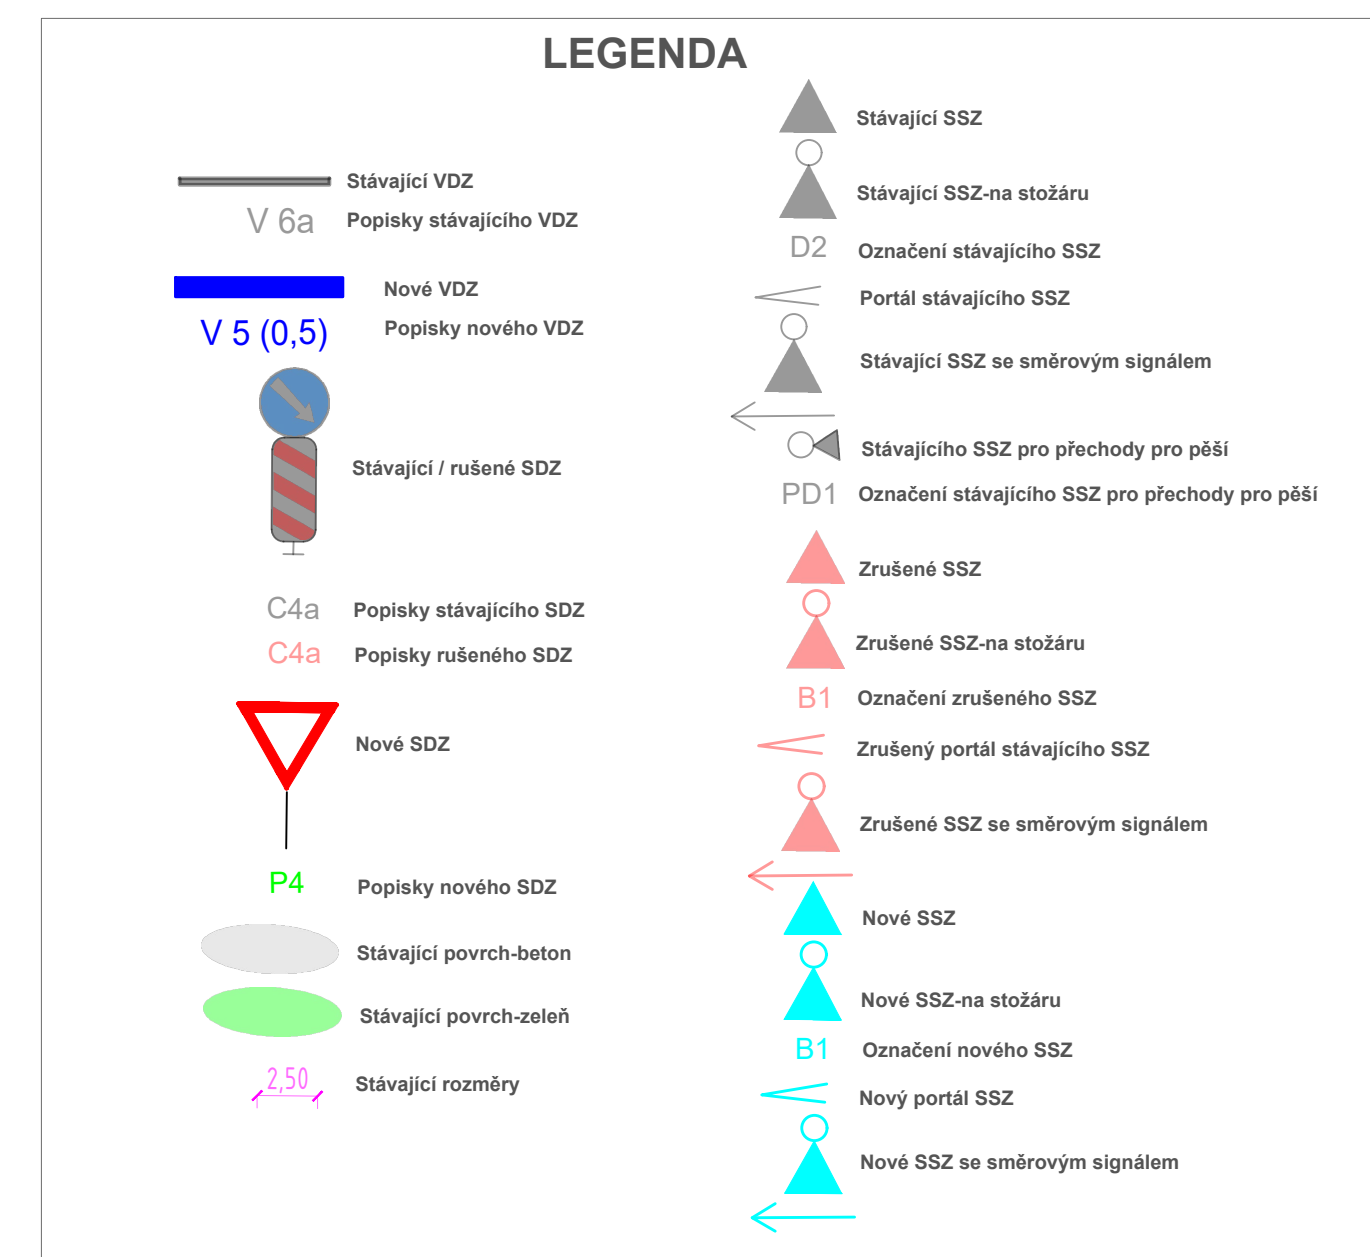 LEGENDA
Stávající VDZ
V 6a Popisky stávajícího VDZ
Nové VDZ
V 5 (0,5) Popisky nového VDZ
Stávající / rušené SDZ
C4a Popisky stávajícího SDZ
C4a Popisky rušeného SDZ
Nové SDZ
P4 Popisky nového SDZ
Stávající povrch-beton
Stávající povrch-zeleň
2,50 Stávající rozměry
Stávající SSZ
Stávající SSZ-na stožáru
D2 Označení stávajícího SSZ
Portál stávajícího SSZ
Stávající SSZ se směrovým signálem
Stávajícího SSZ pro přechody pro pěší
PD1 Označení stávajícího SSZ pro přechody pro pěší
Zrušené SSZ
Zrušené SSZ-na stožáru
B1 Označení zrušeného SSZ
Zrušený portál stávajícího SSZ
Zrušené SSZ se směrovým signálem
Nové SSZ
Nové SSZ-na stožáru
B1 Označení nového SSZ
Nový portál SSZ
Nové SSZ se směrovým signálem